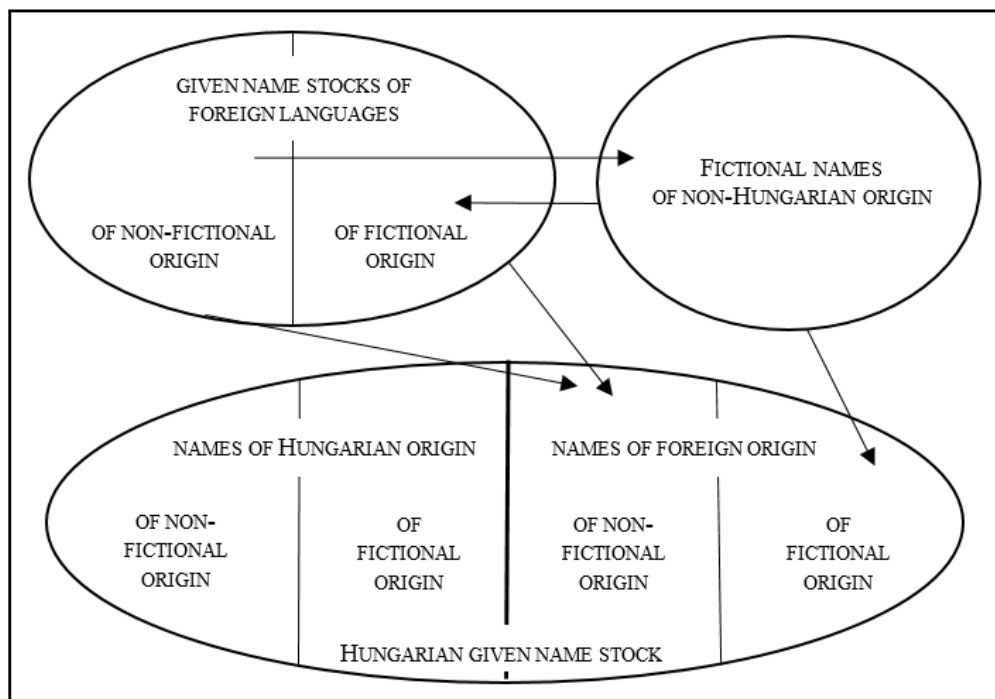 GIVEN NAME STOCKS OF
FOREIGN LANGUAGES
OF NON-FICTIONAL
ORIGIN
OF FICTIONAL
ORIGIN
FICTIONAL NAMES
OF NON-HUNGARIAN ORIGIN
NAMES OF HUNGARIAN ORIGIN
NAMES OF FOREIGN ORIGIN
OF NON-
FICTIONAL
ORIGIN
OF
FICTIONAL
ORIGIN
OF NON-
FICTIONAL
ORIGIN
OF
FICTIONAL
ORIGIN
HUNGARIAN GIVEN NAME STOCK